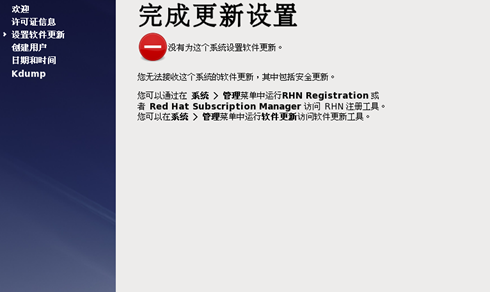 欢迎
许可证信息
设置软件更新
创建用户
日期和时间
Kdump
完成更新设置
没有为这个系统设置软件更新。
您无法接收这个系统的软件更新，其中包括安全更新。
您可以通过在 系统 > 管理菜单中运行RHN Registration 或
者 Red Hat Subscription Manager 访问 RHN 注册工具。
您可以在系统 > 管理菜单中运行软件更新访问软件更新工具。